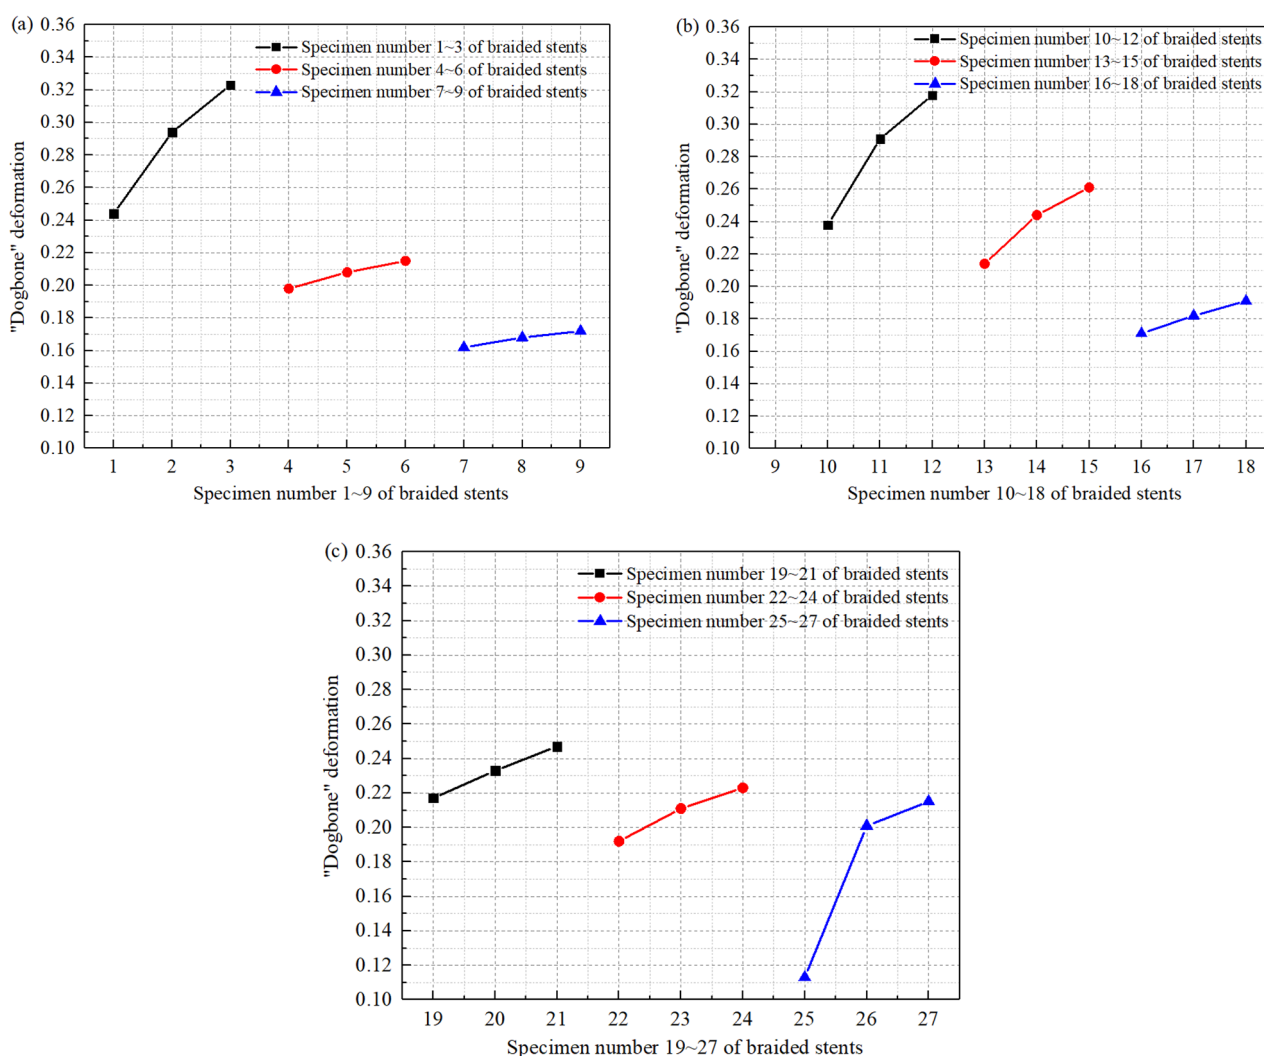 (a)
0.36
0.34
0.32
0.30
0.28
0.26
0.24
0.22
0.20
0.18
0.16
0.14
0.12
0.10
"Dogbone" deformation
Specimen number 1~3 of braided stents
Specimen number 4~6 of braided stents
Specimen number 7~9 of braided stents
1 2 3 4 5 6 7 8 9
Specimen number 1~9 of braided stents
(b)
0.36
0.34
0.32
0.30
0.28
0.26
0.24
0.22
0.20
0.18
0.16
0.14
0.12
0.10
"Dogbone" deformation
Specimen number 10~12 of braided stents
Specimen number 13~15 of braided stents
Specimen number 16~18 of braided stents
9 10 11 12 13 14 15 16 17 18
Specimen number 10~18 of braided stents
(c)
0.36
0.34
0.32
0.30
0.28
0.26
0.24
0.22
0.20
0.18
0.16
0.14
0.12
0.10
"Dogbone" deformation
Specimen number 19~21 of braided stents
Specimen number 22~24 of braided stents
Specimen number 25~27 of braided stents
19 20 21 22 23 24 25 26 27
Specimen number 19~27 of braided stents